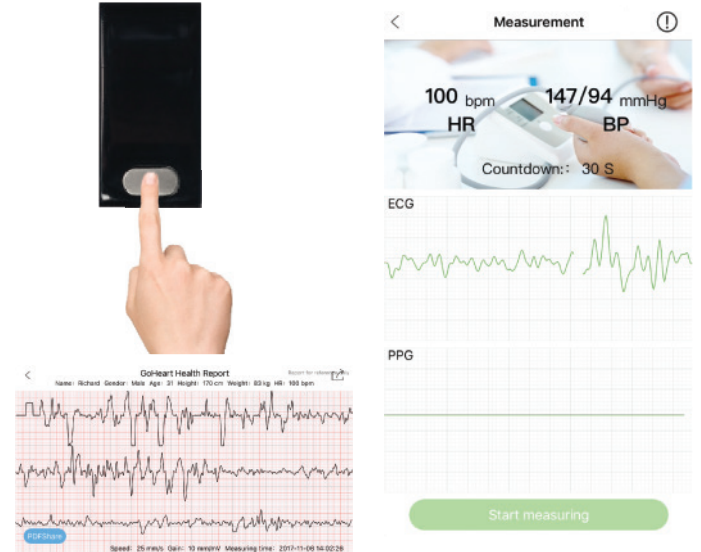 Measurement
100 bpm 147/94 mmHg
HR BP
Countdown:: 30 S
ECG
PPG
Start measuring
GoHeart Health Report
Name: Richard Gender: Male Age: 31 Height: 170 cm Weight: 83 kg HR: 100 bpm
PDFShare
Speed: 25 mm/s Gain: 10 mm/mV Measuring time: 2017-11-06 14:02:26